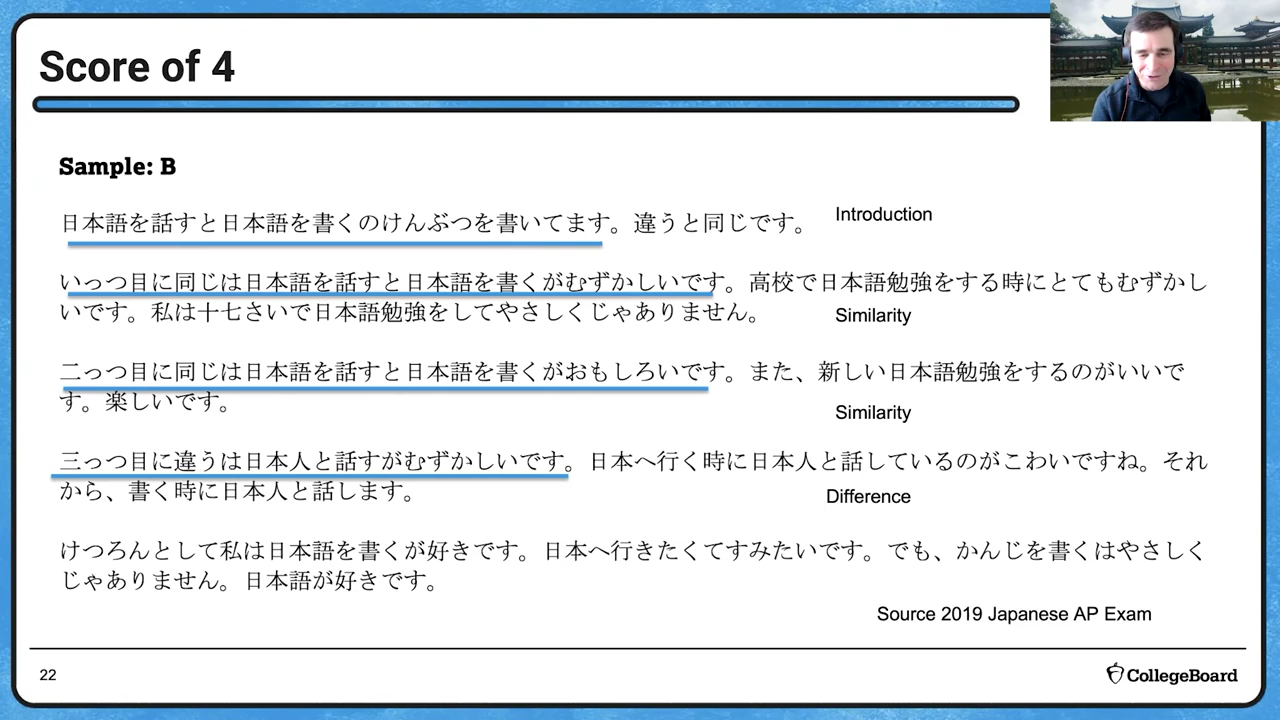 Score of 4
Sample: B
日本語を話すと日本語を書くのけんぶつを書いてます。違うと同じです。
Introduction
いっつ目に同じは日本語を話すと日本語を書くがむずかしいです。高校で日本語勉強をする時にとてもむずかし
いです。私は十七さいで日本語勉強をしてやさしくじゃありません。
Similarity
二っつ目に同じは日本語を話すと日本語を書くがおもしろいです。また、新しい日本語勉強をするのがいいで
す。楽しいです。
Similarity
三っつ目に違うは日本人と話すがむずかしいです。日本へ行く時に日本人と話しているのがこわいですね。それ
から、書く時に日本人と話します。
Difference
けつろんとして私は日本語を書くが好きです。日本へ行きたくてすみたいです。でも、かんじを書くはやさしく
じゃありません。日本語が好きです。
Source 2019 Japanese AP Exam
22
CollegeBoard